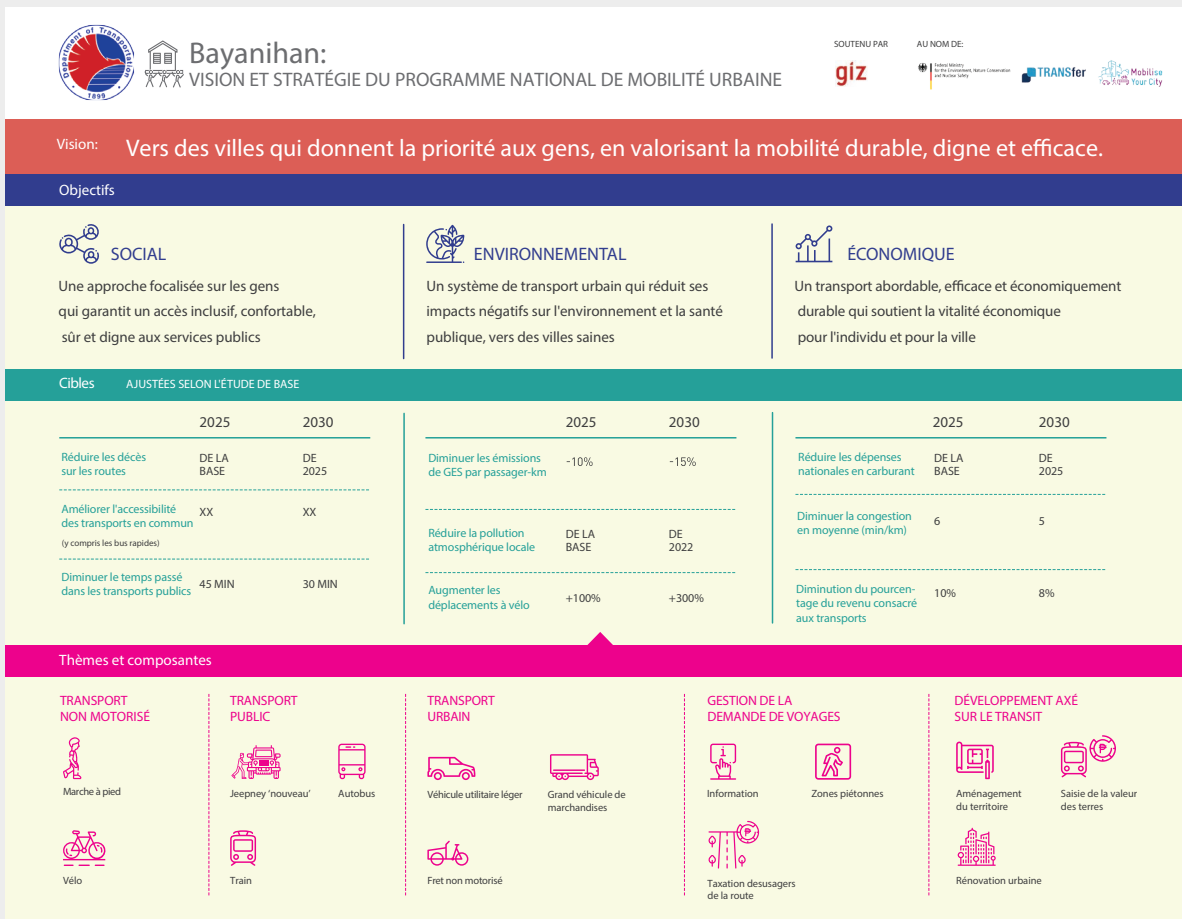 Department of Transportation
1899
Bayanihan:
VISION ET STRATÉGIE DU PROGRAMME NATIONAL DE MOBILITÉ URBAINE
SOUTENU PAR
giz
AU NOM DE:
Federal Ministry
for the Environment, Nature Conservation
and Nuclear Safety
TRANSfer
Mobilise
Your City
Vision:
Vers des villes qui donnent la priorité aux gens, en valorisant la mobilité durable, digne et efficace.
Objectifs
SOCIAL
Une approche focalisée sur les gens
qui garantit un accès inclusif, confortable,
sûr et digne aux services publics
ENVIRONNEMENTAL
Un système de transport urbain qui réduit ses
impacts négatifs sur l'environnement et la santé
publique, vers des villes saines
ÉCONOMIQUE
Un transport abordable, efficace et économiquement
durable qui soutient la vitalité économique
pour l'individu et pour la ville
Cibles AJUSTÉES SELON L'ÉTUDE DE BASE
2025 2030
Réduire les décès
sur les routes
DE LA
BASE
DE
2025
Améliorer l'accessibilité
des transports en commun
(y compris les bus rapides)
XX XX
Diminuer le temps passé
dans les transports publics
45 MIN 30 MIN
2025 2030
Diminuer les émissions
de GES par passager-km
-10% -15%
Réduire la pollution
atmosphérique locale
DE LA
BASE
DE
2022
Augmenter les
déplacements à vélo
+100% +300%
2025 2030
Réduire les dépenses
nationales en carburant
DE LA
BASE
DE
2025
Diminuer la congestion
en moyenne (min/km)
6 5
Diminution du pourcen-
tage du revenu consacré
aux transports
10% 8%
Thèmes et composantes
TRANSPORT
NON MOTORISÉ
Marche à pied
Vélo
TRANSPORT
PUBLIC
Jeepney 'nouveau'
Autobus
Train
TRANSPORT
URBAIN
Véhicule utilitaire léger
Grand véhicule de
marchandises
Fret non motorisé
GESTION DE LA
DEMANDE DE VOYAGES
Information
Zones piétonnes
Taxation desusagers
de la route
DÉVELOPPEMENT AXÉ
SUR LE TRANSIT
Aménagement
du territoire
Saisie de la valeur
des terres
Rénovation urbaine